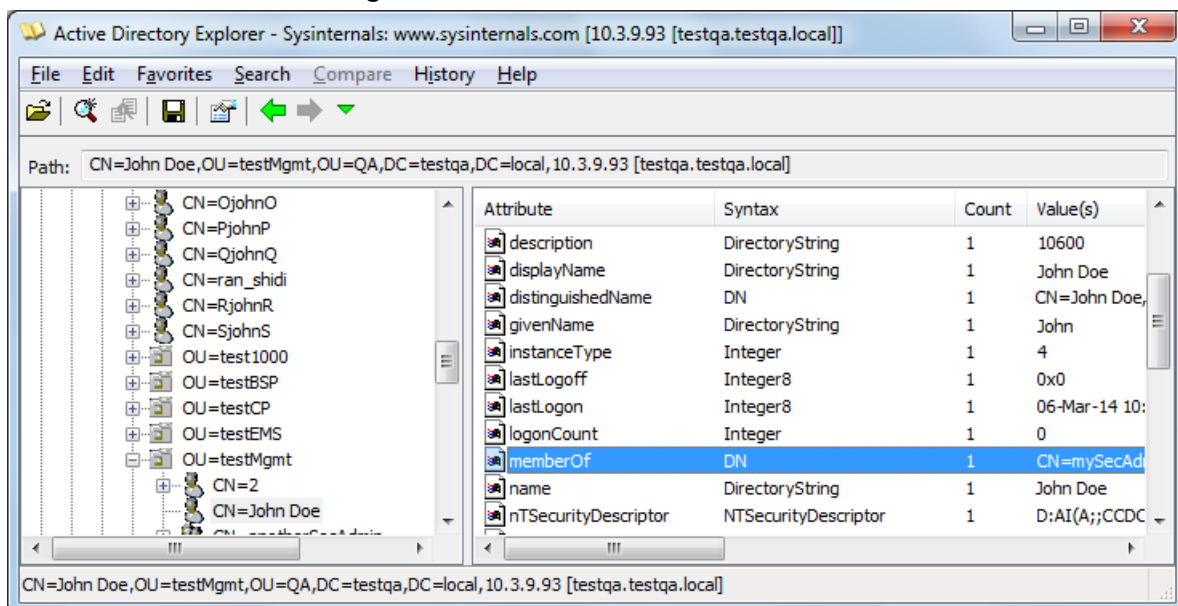 Active Directory Explorer - Sysinternals: www.sysinternals.com [10.3.9.93 [testqa.testqa.local]]
File Edit Favorites Search Compare History Help
Path: CN=John Doe,OU=testMgmt,OU=QA,DC=testqa,DC=local,10.3.9.93 [testqa.testqa.local]
CN=OjohnO
CN=PjohnP
CN=QjohnQ
CN=ran_shidi
CN=RjohnR
CN=SjohnS
OU=test1000
OU=testBSP
OU=testCP
OU=testEMS
OU=testMgmt
CN=2
CN=John Doe
CN=anotherSecAdmin
Attribute Syntax Count Value(s)
description DirectoryString 1 10600
displayName DirectoryString 1 John Doe
distinguishedName DN 1 CN=John Doe,
givenName DirectoryString 1 John
instanceType Integer 1 4
lastLogoff Integer8 1 0x0
lastLogon Integer8 1 06-Mar-14 10:
logonCount Integer 1 0
memberOf DN 1 CN=mySecAdr
name DirectoryString 1 John Doe
nTSecurityDescriptor NTSecurityDescriptor 1 D:AI(A;;CCDC
CN=John Doe,OU=testMgmt,OU=QA,DC=testqa,DC=local,10.3.9.93 [testqa.testqa.local]